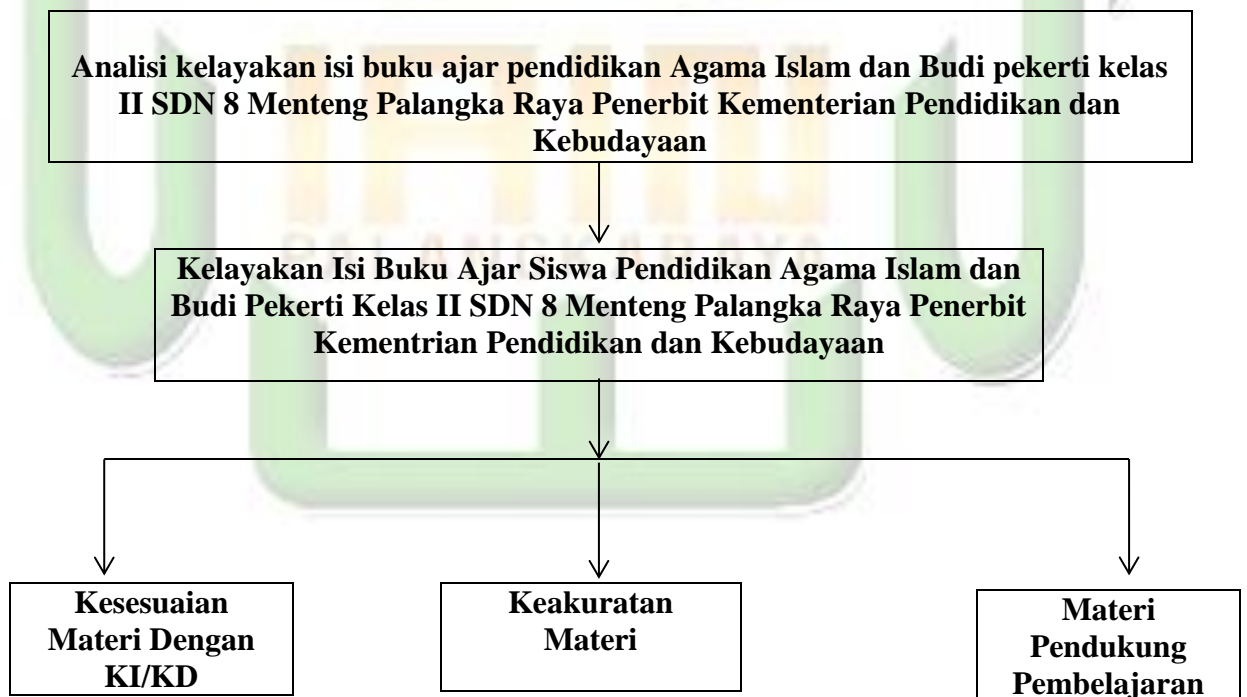 Analisi kelayakan isi buku ajar pendidikan Agama Islam dan Budi pekerti kelas
II SDN 8 Menteng Palangka Raya Penerbit Kementerian Pendidikan dan
Kebudayaan
PALANGKARAYA
Kelayakan Isi Buku Ajar Siswa Pendidikan Agama Islam dan
Budi Pekerti Kelas II SDN 8 Menteng Palangka Raya Penerbit
Kementrian Pendidikan dan Kebudayaan
Kesesuaian
Materi Dengan
KI/KD
Keakuratan
Materi
Materi
Pendukung
Pembelajaran